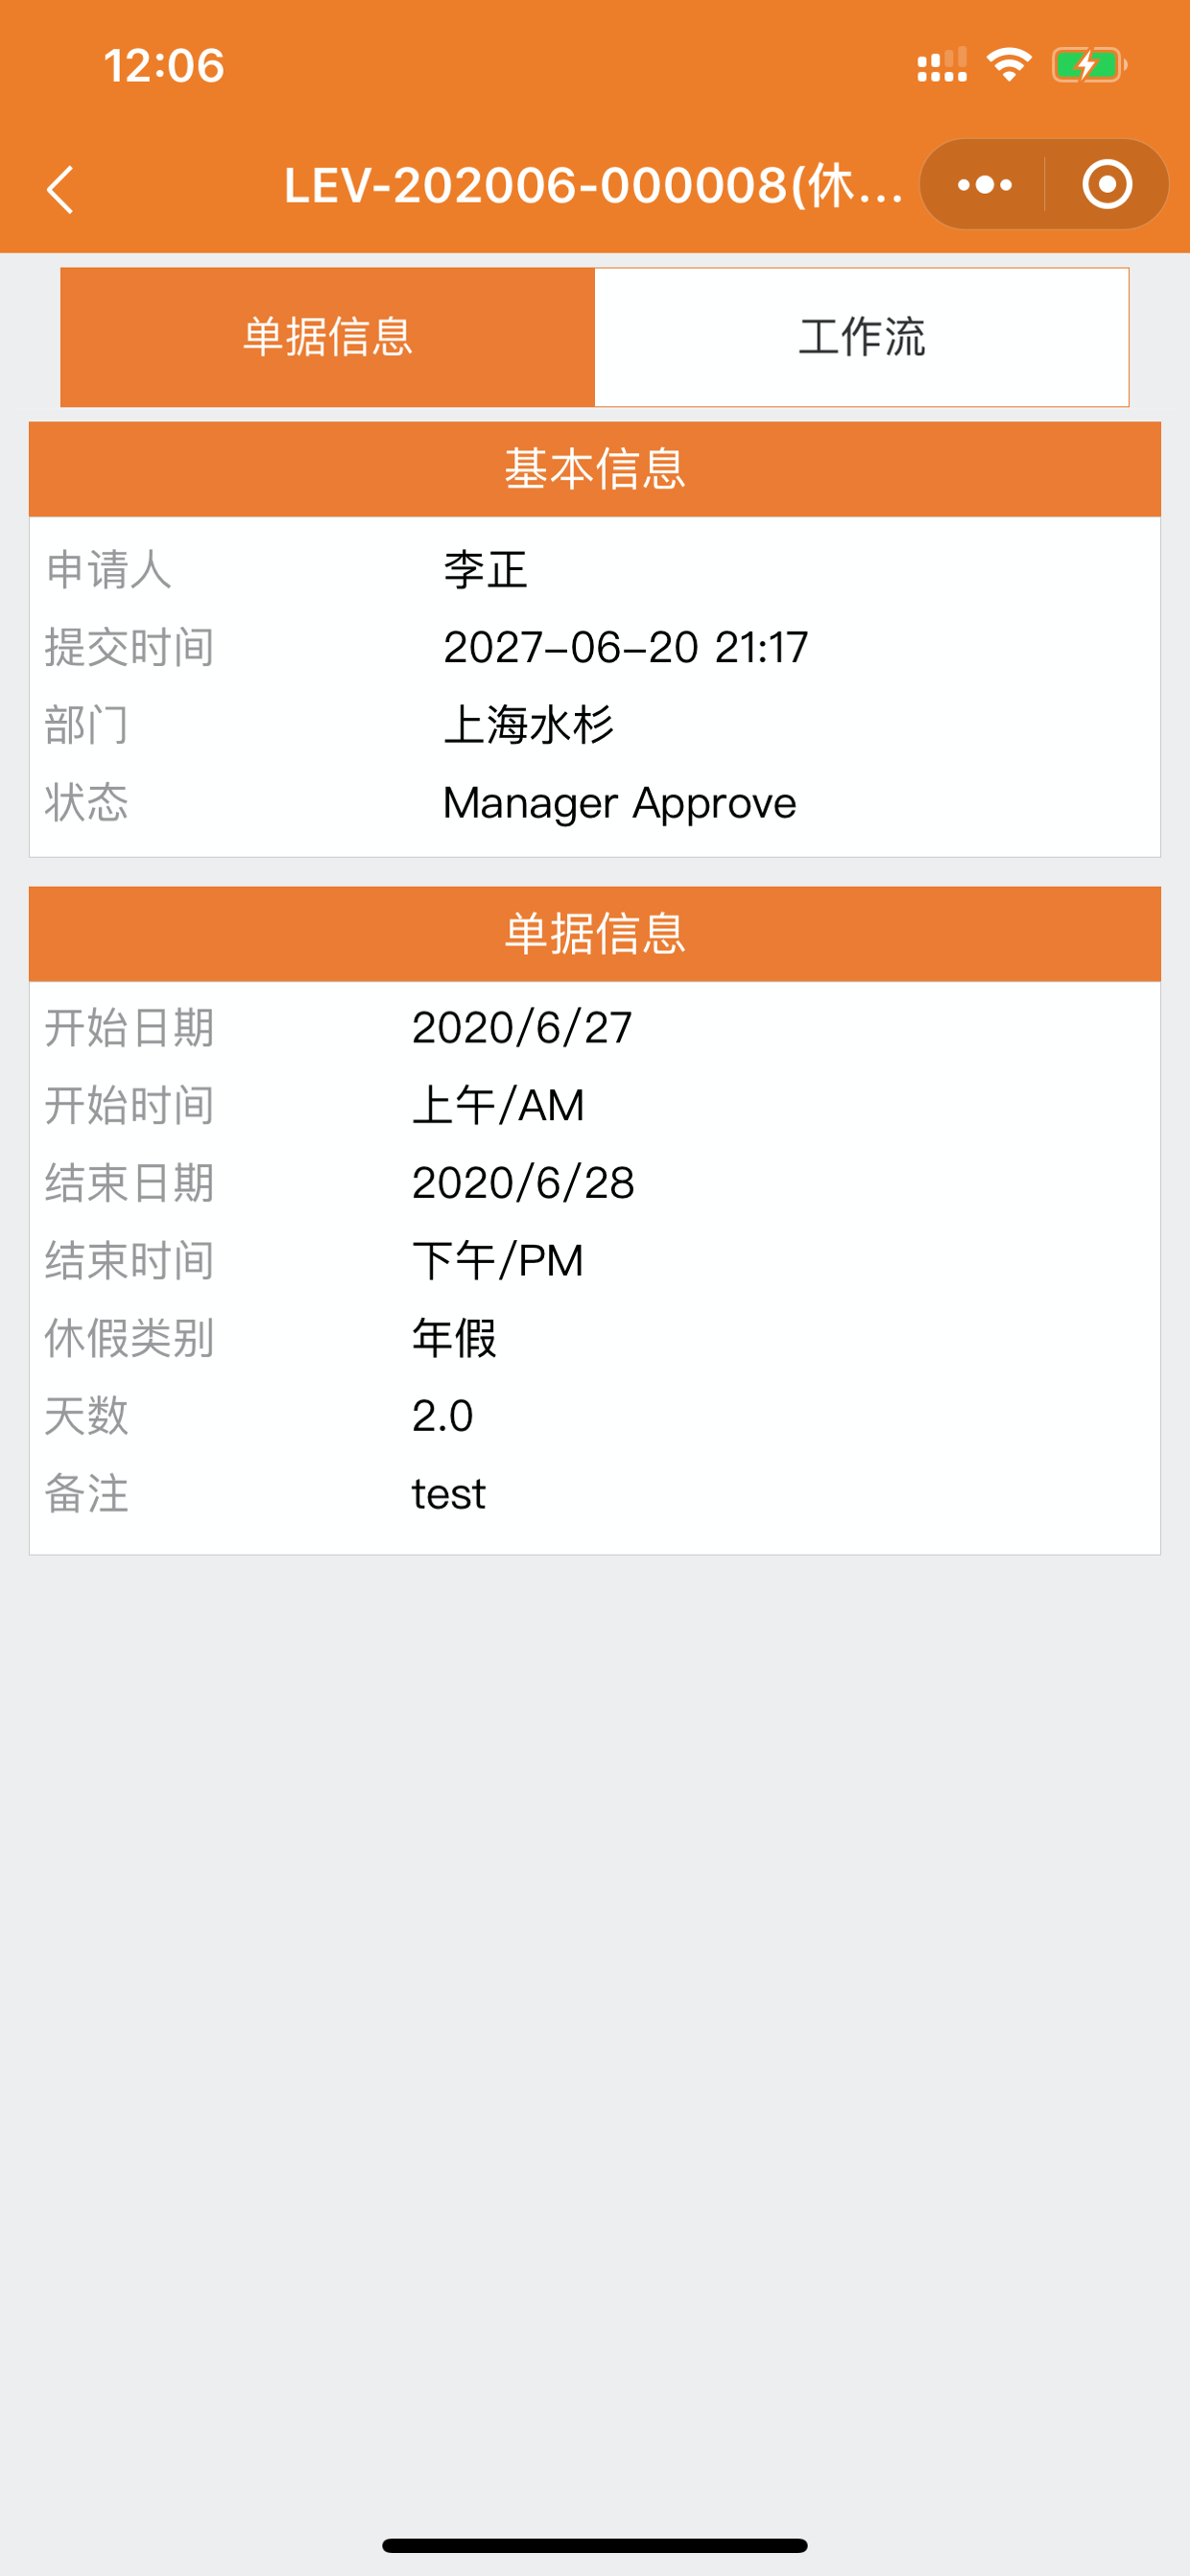 12:06
LEV-202006-000008(休...
单据信息 工作流
基本信息
申请人 李正
提交时间 2027-06-20 21:17
部门 上海水杉
状态 Manager Approve
单据信息
开始日期 2020/6/27
开始时间 上午/AM
结束日期 2020/6/28
结束时间 下午/PM
休假类别 年假
天数 2.0
备注 test